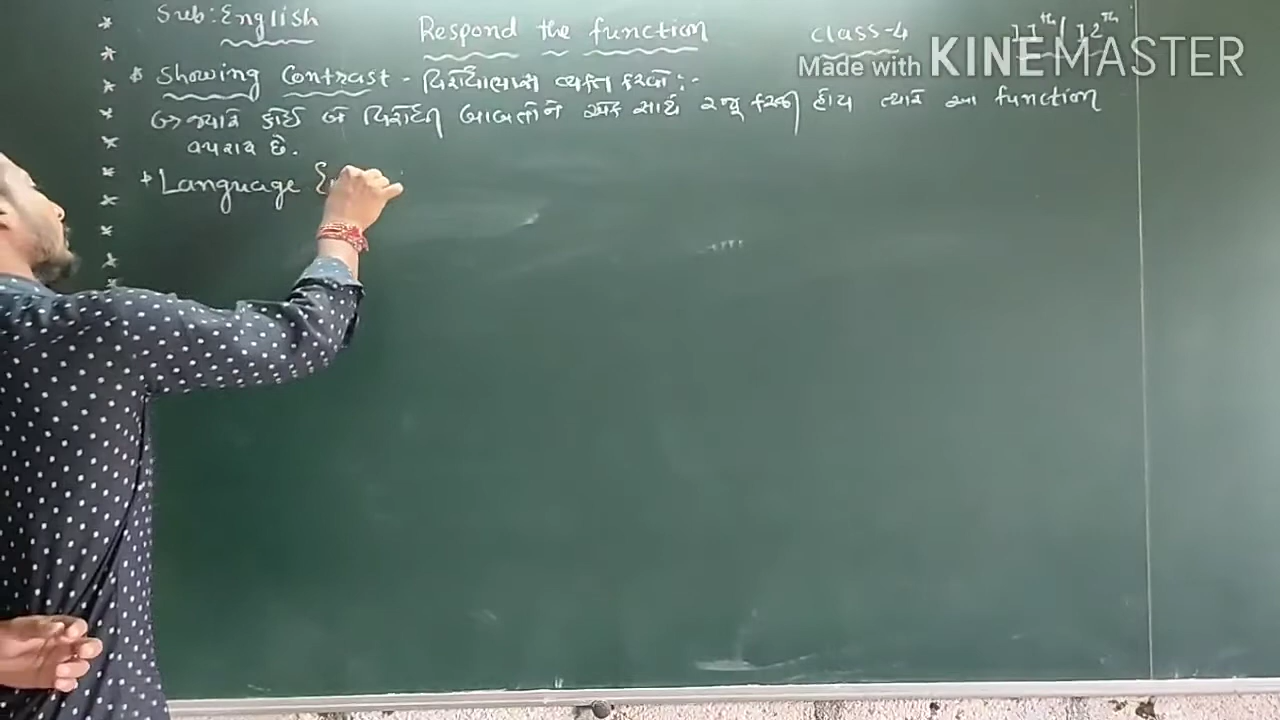 Sub: English Respond the function class-4 11th / 12th
Made with KINEMASTER
* Showing Contrast - વિરોધાભાસ વ્યક્ત કરવો :-
↳ જ્યારે કોઈ બે વિરોધી બાબતોને એક સાથે રજૂ કરવી હોય ત્યારે આ function
વપરાય છે.
* Language {